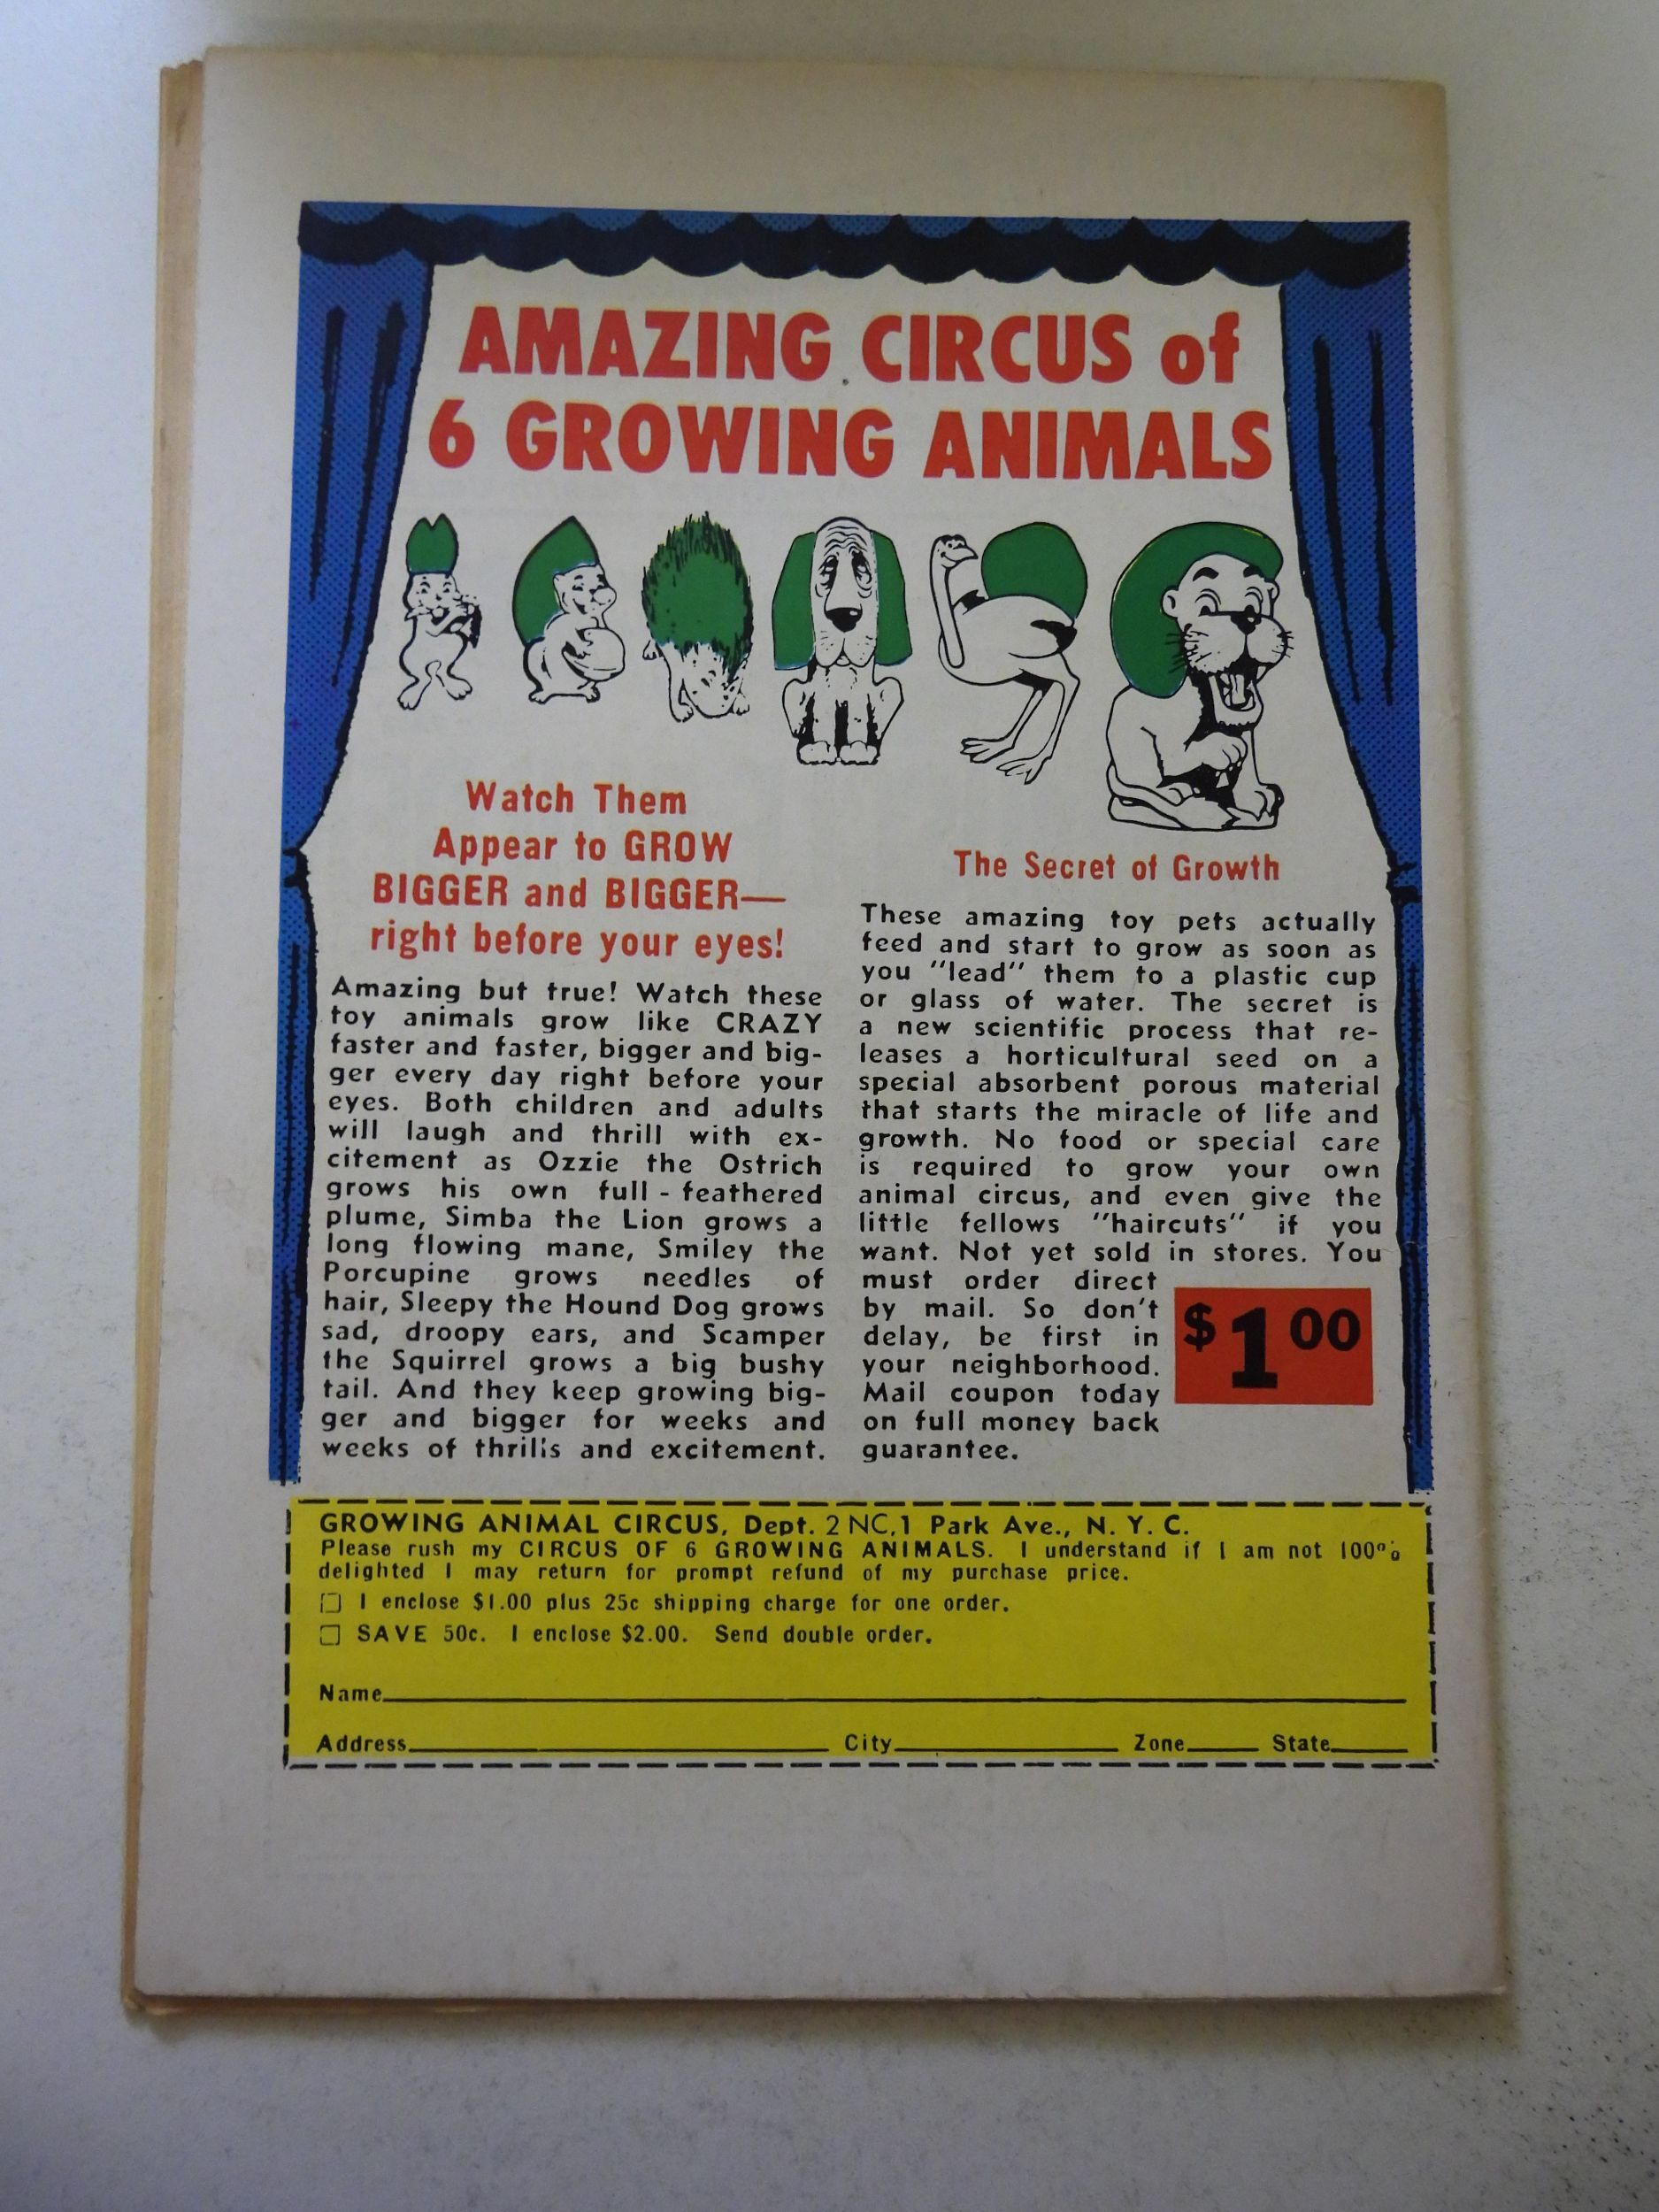 AMAZING CIRCUS of
6 GROWING ANIMALS
Watch Them
Appear to GROW
BIGGER and BIGGER—
right before your eyes!
Amazing but true! Watch these
toy animals grow like CRAZY
faster and faster, bigger and big-
ger every day right before your
eyes. Both children and adults
will laugh and thrill with ex-
citement as Ozzie the Ostrich
grows his own full - feathered
plume, Simba the Lion grows a
long flowing mane, Smiley the
Porcupine grows needles of
hair, Sleepy the Hound Dog grows
sad, droopy ears, and Scamper
the Squirrel grows a big bushy
tail. And they keep growing big-
ger and bigger for weeks and
weeks of thrills and excitement.
The Secret of Growth
These amazing toy pets actually
feed and start to grow as soon as
you "lead" them to a plastic cup
or glass of water. The secret is
a new scientific process that re-
leases a horticultural seed on a
special absorbent porous material
that starts the miracle of life and
growth. No food or special care
is required to grow your own
animal circus, and even give the
little fellows "haircuts" if you
want. Not yet sold in stores. You
must order direct
by mail. So don't
delay, be first in
your neighborhood.
Mail coupon today
on full money back
guarantee.
$1 00
GROWING ANIMAL CIRCUS, Dept. 2 NC,1 Park Ave., N. Y. C.
Please rush my CIRCUS OF 6 GROWING ANIMALS. I understand if I am not 100%
delighted I may return for prompt refund of my purchase price.
I enclose $1.00 plus 25c shipping charge for one order.
SAVE 50c. I enclose $2.00. Send double order.
Name
Address City Zone State